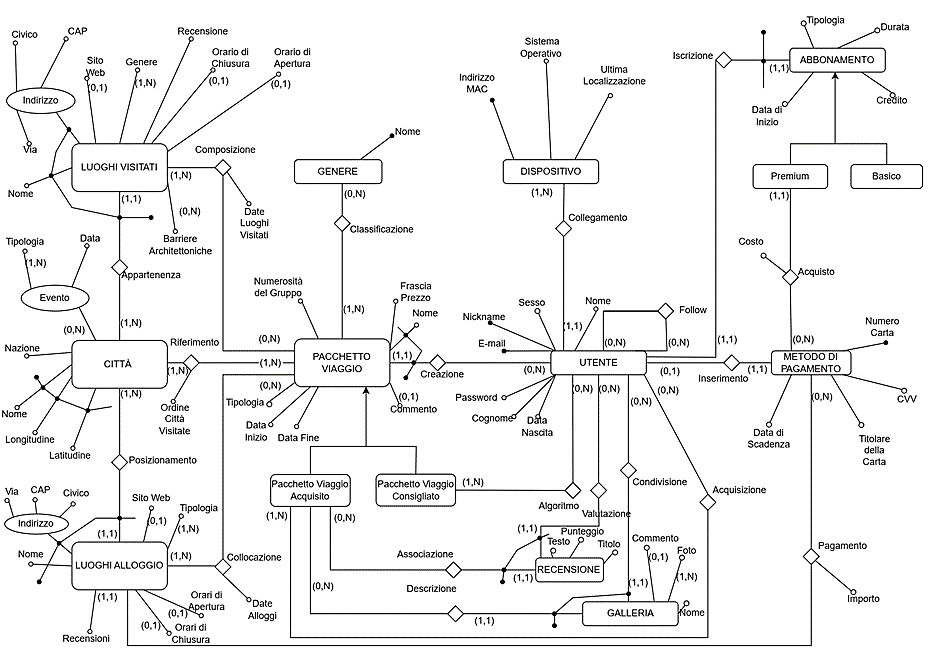 Civico
CAP
Indirizzo
Via
Sito
Web
(0,1)
Genere
(1,N)
Recensione
Orario di
Chiusura
(0,1)
Orario di
Apertura
(0,1)
LUOGHI VISITATI
(1,N)
Nome
(1,1)
(0,N)
Barriere
Architettoniche
Composizione
Date
Luoghi
Visitati
Appartenenza
(1,N)
Tipologia
(1,N)
Data
Evento
(0,N)
Nazione
CITTÀ
Riferimento
(1,N)
(1,N)
Ordine
Città
Visitate
Nome
Longitudine
Latitudine
(1,N)
Posizionamento
(1,1)
Via
CAP
Civico
Indirizzo
Nome
Sito Web
(0,1)
Tipologia
(1,N)
LUOGHI ALLOGGIO
(1,N)
Collocazione
Date
Alloggi
(1,1)
Recensioni
Orari di
Apertura
(0,1)
(0,1)
Orari di
Chiusura
Nome
GENERE
(0,N)
Classificazione
(1,N)
Numerosità
del Gruppo
Frascia
Prezzo
Nome
(0,N)
PACCHETTO
VIAGGIO
(1,1)
Creazione
(0,N)
Tipologia
Data
Inizio
Data Fine
(0,1)
Commento
Pacchetto Viaggio
Acquisito
Pacchetto Viaggio
Consigliato
(1,N)
(1,N)
(0,N)
(0,N)
Associazione
Descrizione
(1,1)
Sistema
Operativo
Indirizzo
MAC
Ultima
Localizzazione
DISPOSITIVO
(1,N)
Collegamento
(1,1)
Sesso
Nome
Nickname
E-mail
Follow
(0,N)
(0,N)
UTENTE
(0,N)
(0,1)
(1,1)
Password
Cognome
Data
Nascita
(0,N)
(0,N)
(0,N)
(0,N)
Algoritmo
Valutazione
Condivisione
Acquisizione
(1,1)
Punteggio
Testo
Titolo
RECENSIONE
(1,1)
Commento
(0,1)
Foto
(1,N)
(1,1)
GALLERIA
Nome
Iscrizione
(1,1)
Tipologia
Durata
ABBONAMENTO
Data di
Inizio
Credito
Premium
Basico
(1,1)
Costo
Acquisto
(0,N)
Inserimento
(1,1)
METODO DI
PAGAMENTO
Numero
Carta
CVV
(0,N)
Data di
Scadenza
Titolare
della
Carta
Pagamento
Importo